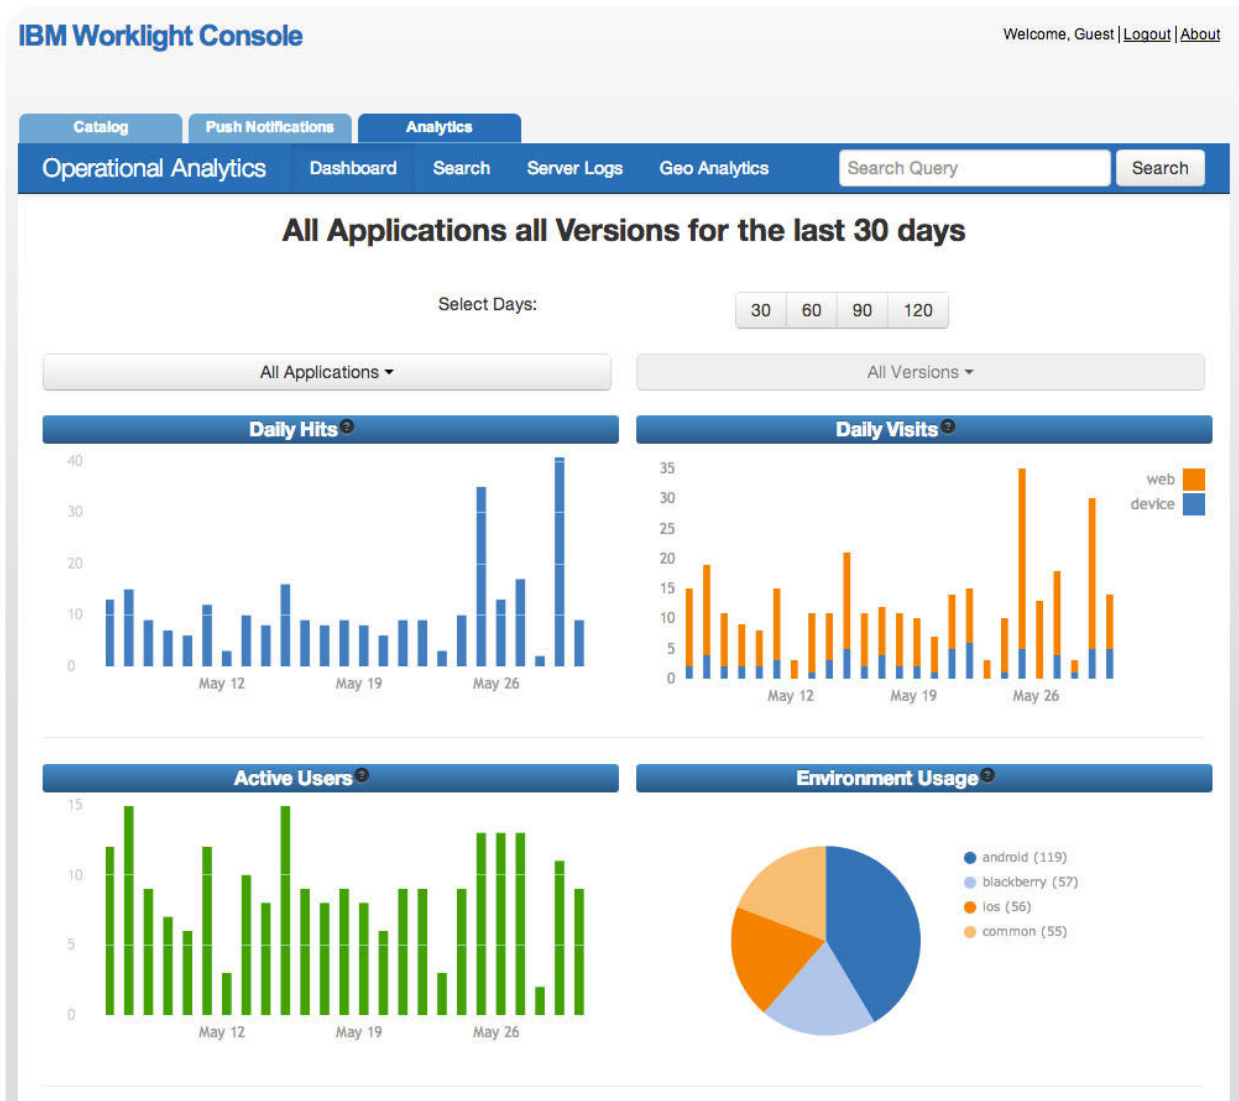 IBM Worklight Console
Welcome, Guest | Logout | About
Catalog Push Notifications Analytics
Operational Analytics Dashboard Search Server Logs Geo Analytics Search Query Search
All Applications all Versions for the last 30 days
Select Days: 30 60 90 120
All Applications All Versions
Daily Hits ?
40
30
20
10
0
May 12 May 19 May 26
Daily Visits ?
35
30
25
20
15
10
5
0
May 12 May 19 May 26
web
device
Active Users ?
15
10
5
0
May 12 May 19 May 26
Environment Usage ?
android (119)
blackberry (57)
ios (56)
common (55)